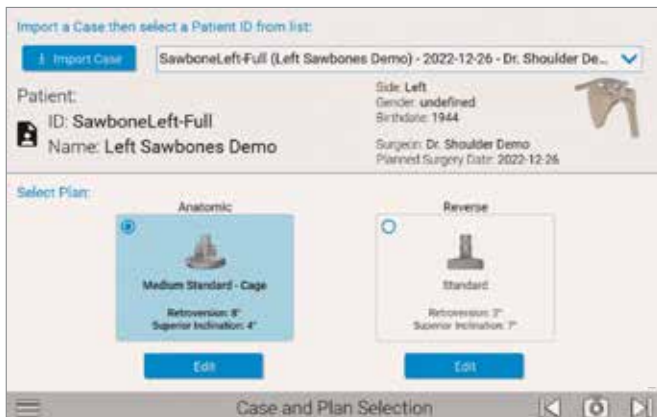 Import a Case then select a Patient ID from list:
Import Case
SawboneLeft-Full (Left Sawbones Demo) - 2022-12-26 - Dr. Shoulder De...
Patient:
ID: SawboneLeft-Full
Name: Left Sawbones Demo
Side: Left
Gender: undefined
Birthdate: 1944
Surgeon: Dr. Shoulder Demo
Planned Surgery Date: 2022-12-26
Select Plan:
Anatomic
Medium Standard - Cage
Retroversion: 8°
Superior Inclination: 4°
Edit
Reverse
Standard
Retroversion: 3°
Superior Inclination: 7°
Edit
Case and Plan Selection